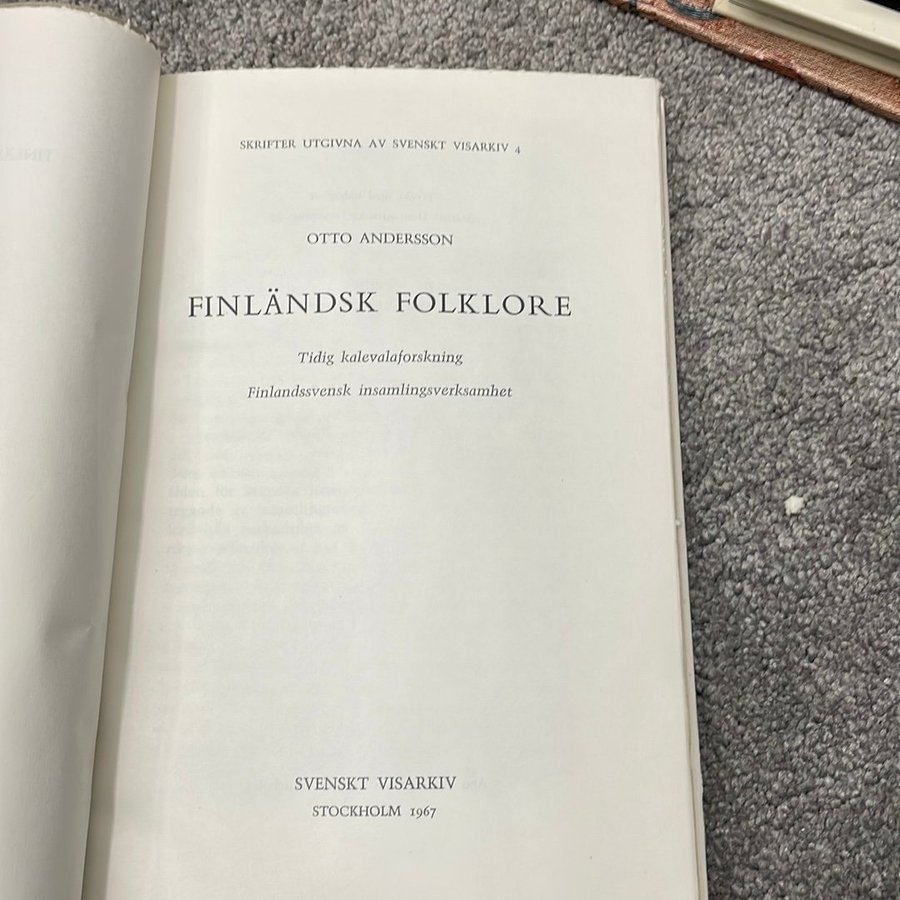 SKRIFTER UTGIVNA AV SVENSKT VISARKIV 4
OTTO ANDERSSON
FINLÄNDSK FOLKLORE
Tidig kalevalaforskning
Finlandssvensk insamlingsverksamhet
SVENSKT VISARKIV
STOCKHOLM 1967